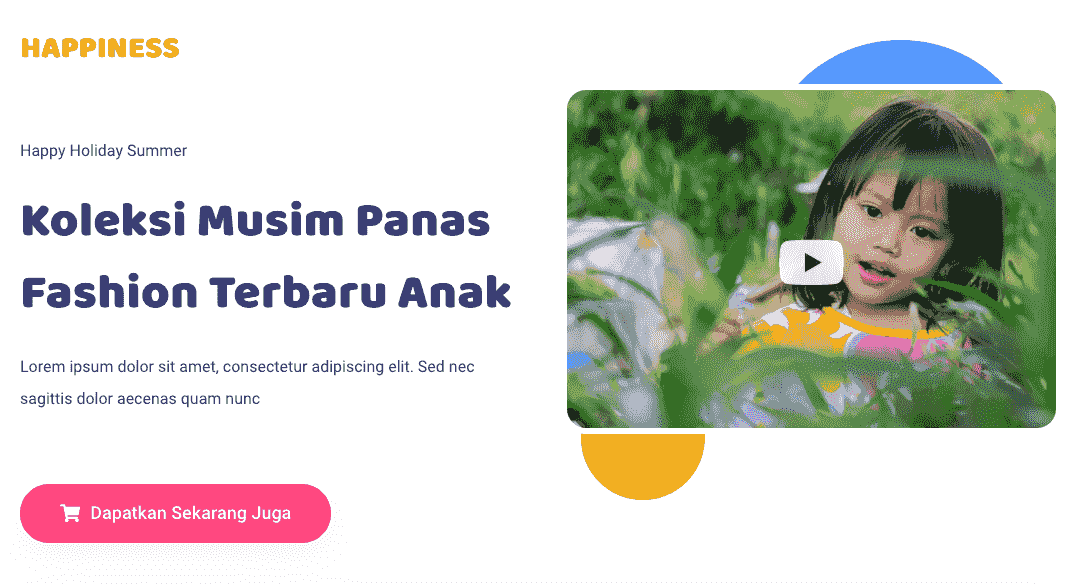 HAPPINESS
Happy Holiday Summer
Koleksi Musim Panas
Fashion Terbaru Anak
Lorem ipsum dolor sit amet, consectetur adipiscing elit. Sed nec
sagittis dolor aecenas quam nunc
Dapatkan Sekarang Juga